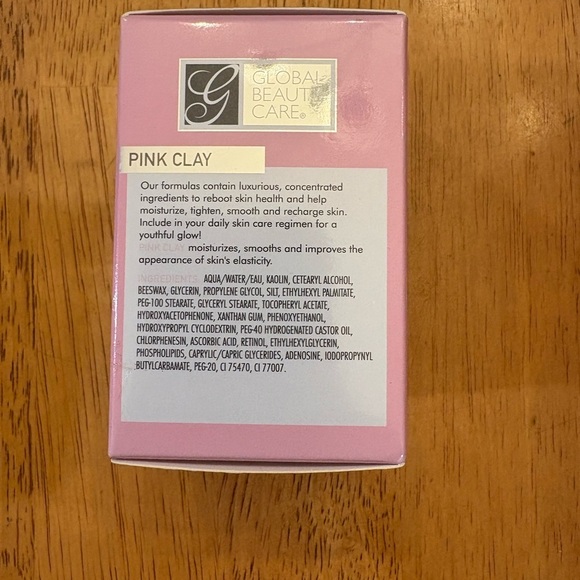 G
GLOBAL
BEAUTY
CARE®
PINK CLAY
Our formulas contain luxurious, concentrated
ingredients to reboot skin health and help
moisturize, tighten, smooth and recharge skin.
Include in your daily skin care regimen for a
youthful glow!
PINK CLAY moisturizes, smooths and improves the
appearance of skin's elasticity.
INGREDIENTS: AQUA/WATER/EAU, KAOLIN, CETEARYL ALCOHOL,
BEESWAX, GLYCERIN, PROPYLENE GLYCOL, SILT, ETHYLHEXYL PALMITATE,
PEG-100 STEARATE, GLYCERYL STEARATE, TOCOPHERYL ACETATE,
HYDROXYACETOPHENONE, XANTHAN GUM, PHENOXYETHANOL,
HYDROXYPROPYL CYCLODEXTRIN, PEG-40 HYDROGENATED CASTOR OIL,
CHLORPHENESIN, ASCORBIC ACID, RETINOL, ETHYLHEXYLGLYCERIN,
PHOSPHOLIPIDS, CAPRYLIC/CAPRIC GLYCERIDES, ADENOSINE, IODOPROPYNYL
BUTYLCARBAMATE, PEG-20, CI 75470, CI 77007.